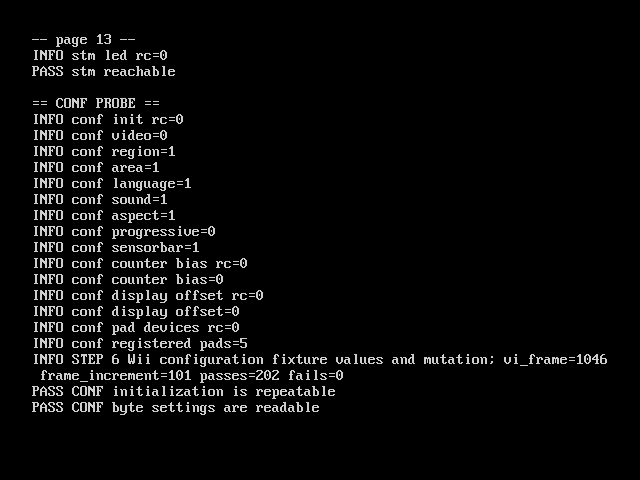 -- page 13 --
INFO stm led rc=0
PASS stm reachable
== CONF PROBE ==
INFO conf init rc=0
INFO conf video=0
INFO conf region=1
INFO conf area=1
INFO conf language=1
INFO conf sound=1
INFO conf aspect=1
INFO conf progressive=0
INFO conf sensorbar=1
INFO conf counter bias rc=0
INFO conf counter bias=0
INFO conf display offset rc=0
INFO conf display offset=0
INFO conf pad devices rc=0
INFO conf registered pads=5
INFO STEP 6 Wii configuration fixture values and mutation; vi_frame=1046
frame_increment=101 passes=202 fails=0
PASS CONF initialization is repeatable
PASS CONF byte settings are readable